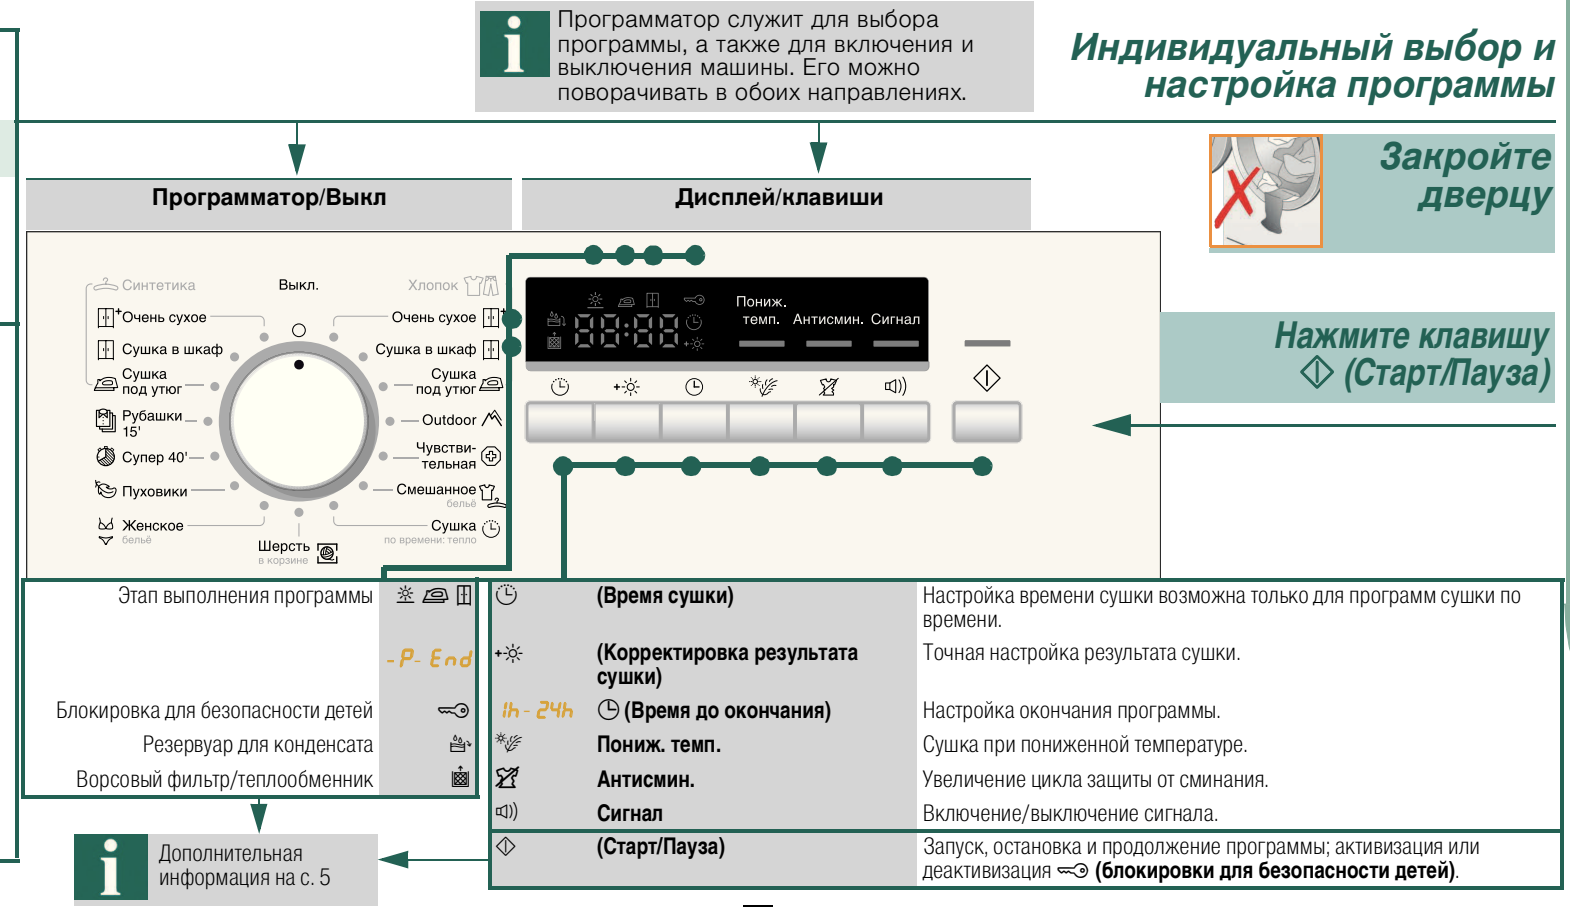 Программатор служит для выбора
программы, а также для включения и
выключения машины. Его можно
поворачивать в обоих направлениях.
Индивидуальный выбор и
настройка программы
Закройте
дверцу
Программатор/Выкл
Дисплей/клавиши
Синтетика
Выкл.
Хлопок
+Очень сухое
Очень сухое +
Сушка в шкаф
Сушка в шкаф
Сушка
под утюг
Сушка
под утюг
Рубашки
15'
Outdoor
Супер 40'
Чувстви-
тельная
Пуховики
Смешанное
бельё
Женское
бельё
Сушка
по времени: тепло
Шерсть
в корзине
88:88
Пониж.
темп. Антисмин. Сигнал
Нажмите клавишу
(Старт/Пауза)
Этап выполнения программы
-P- End
Блокировка для безопасности детей
Резервуар для конденсата
Ворсовый фильтр/теплообменник
(Время сушки)
Настройка времени сушки возможна только для программ сушки по
времени.
(Корректировка результата
сушки)
Точная настройка результата сушки.
1h - 24h (Время до окончания)
Настройка окончания программы.
Пониж. темп.
Сушка при пониженной температуре.
Антисмин.
Увеличение цикла защиты от сминания.
Сигнал
Включение/выключение сигнала.
(Старт/Пауза)
Запуск, остановка и продолжение программы; активизация или
деактивизация (блокировки для безопасности детей).
Дополнительная
информация на с. 5